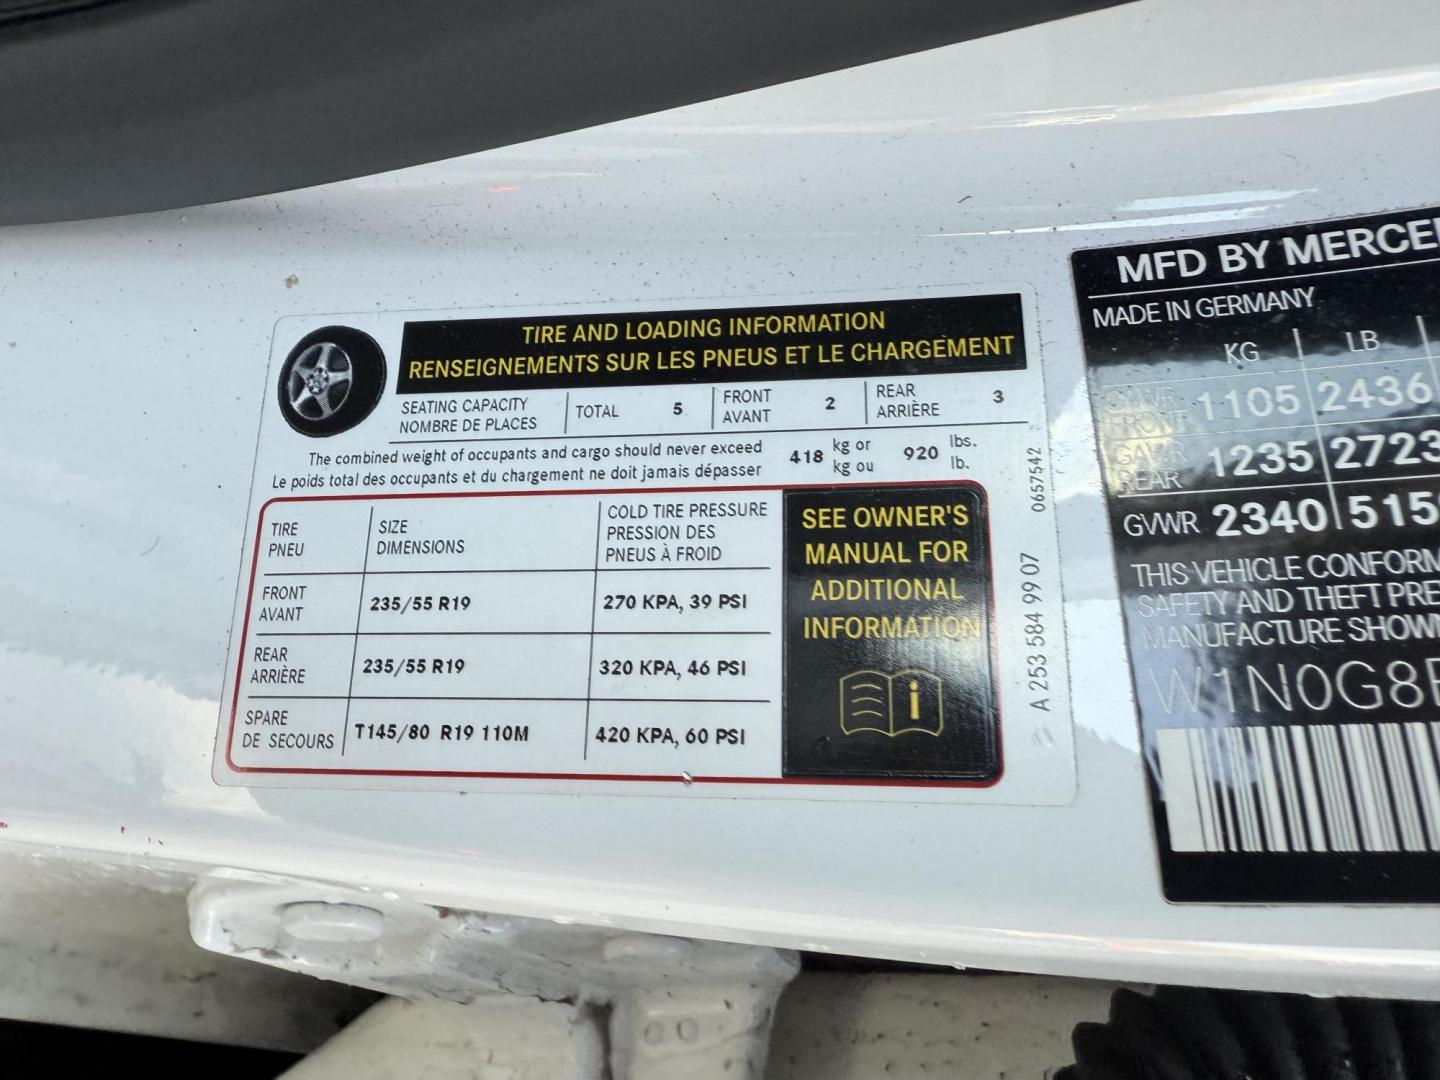 TIRE AND LOADING INFORMATION
RENSEIGNEMENTS SUR LES PNEUS ET LE CHARGEMENT
SEATING CAPACITY TOTAL 5 FRONT 2 REAR 3
NOMBRE DE PLACES AVANT ARRIÈRE
The combined weight of occupants and cargo should never exceed 418 kg or 920 lbs.
Le poids total des occupants et du chargement ne doit jamais dépasser kg ou lb.
TIRE SIZE COLD TIRE PRESSURE
PNEU DIMENSIONS PRESSION DES
PNEUS À FROID
FRONT
AVANT 235/55 R19 270 KPA, 39 PSI
REAR
ARRIÈRE 235/55 R19 320 KPA, 46 PSI
SPARE
DE SECOURS T145/80 R19 110M 420 KPA, 60 PSI
SEE OWNER'S
MANUAL FOR
ADDITIONAL
INFORMATION
i
A 253 584 99 07 0657542
MFD BY
MADE IN GERMANY
KG LB
GAWR
FRONT 1105 2436
GAWR
REAR 1235 2723
GVWR 2340
THIS VEHICLE
SAFETY AND THEFT
MANUFACTURE